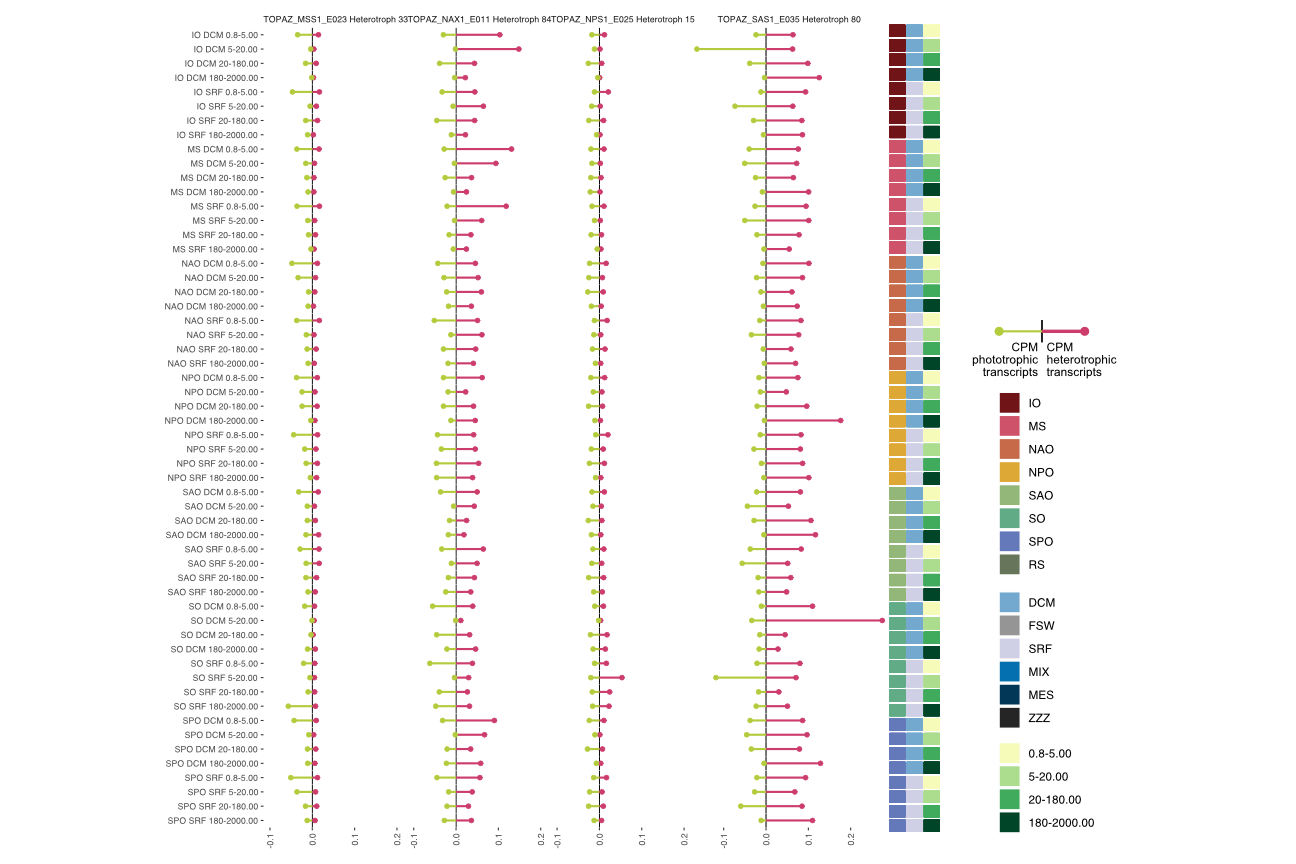 TOPAZ_MSS1_E023 Heterotroph 33 TOPAZ_NAX1_E011 Heterotroph 84 TOPAZ_NPS1_E025 Heterotroph 15 TOPAZ_SAS1_E035 Heterotroph 80
IO DCM 0.8-5.00
IO DCM 5-20.00
IO DCM 20-180.00
IO DCM 180-2000.00
IO SRF 0.8-5.00
IO SRF 5-20.00
IO SRF 20-180.00
IO SRF 180-2000.00
MS DCM 0.8-5.00
MS DCM 5-20.00
MS DCM 20-180.00
MS DCM 180-2000.00
MS SRF 0.8-5.00
MS SRF 5-20.00
MS SRF 20-180.00
MS SRF 180-2000.00
NAO DCM 0.8-5.00
NAO DCM 5-20.00
NAO DCM 20-180.00
NAO DCM 180-2000.00
NAO SRF 0.8-5.00
NAO SRF 5-20.00
NAO SRF 20-180.00
NAO SRF 180-2000.00
NPO DCM 0.8-5.00
NPO DCM 5-20.00
NPO DCM 20-180.00
NPO DCM 180-2000.00
NPO SRF 0.8-5.00
NPO SRF 5-20.00
NPO SRF 20-180.00
NPO SRF 180-2000.00
SAO DCM 0.8-5.00
SAO DCM 5-20.00
SAO DCM 20-180.00
SAO DCM 180-2000.00
SAO SRF 0.8-5.00
SAO SRF 5-20.00
SAO SRF 20-180.00
SAO SRF 180-2000.00
SO DCM 0.8-5.00
SO DCM 5-20.00
SO DCM 20-180.00
SO DCM 180-2000.00
SO SRF 0.8-5.00
SO SRF 5-20.00
SO SRF 20-180.00
SO SRF 180-2000.00
SPO DCM 0.8-5.00
SPO DCM 5-20.00
SPO DCM 20-180.00
SPO DCM 180-2000.00
SPO SRF 0.8-5.00
SPO SRF 5-20.00
SPO SRF 20-180.00
SPO SRF 180-2000.00
-0.1 0.0 0.1 0.2 -0.1 0.0 0.1 0.2 -0.1 0.0 0.1 0.2 -0.1 0.0 0.1 0.2
CPM CPM
phototrophic heterotrophic
transcripts transcripts
IO
MS
NAO
NPO
SAO
SO
SPO
RS
DCM
FSW
SRF
MIX
MES
ZZZ
0.8-5.00
5-20.00
20-180.00
180-2000.00